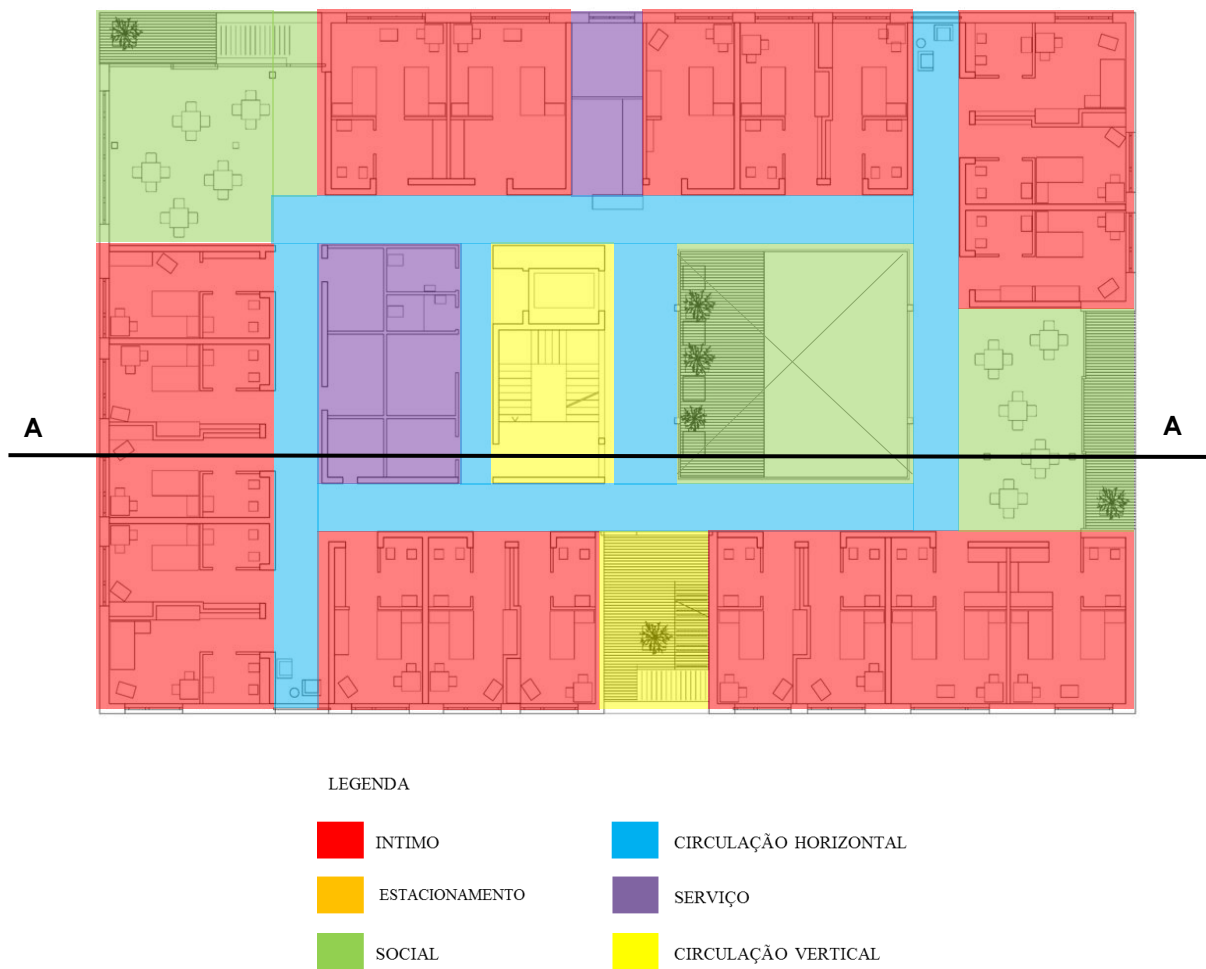 A
A
LEGENDA
INTIMO
CIRCULAÇÃO HORIZONTAL
ESTACIONAMENTO
SERVIÇO
SOCIAL
CIRCULAÇÃO VERTICAL